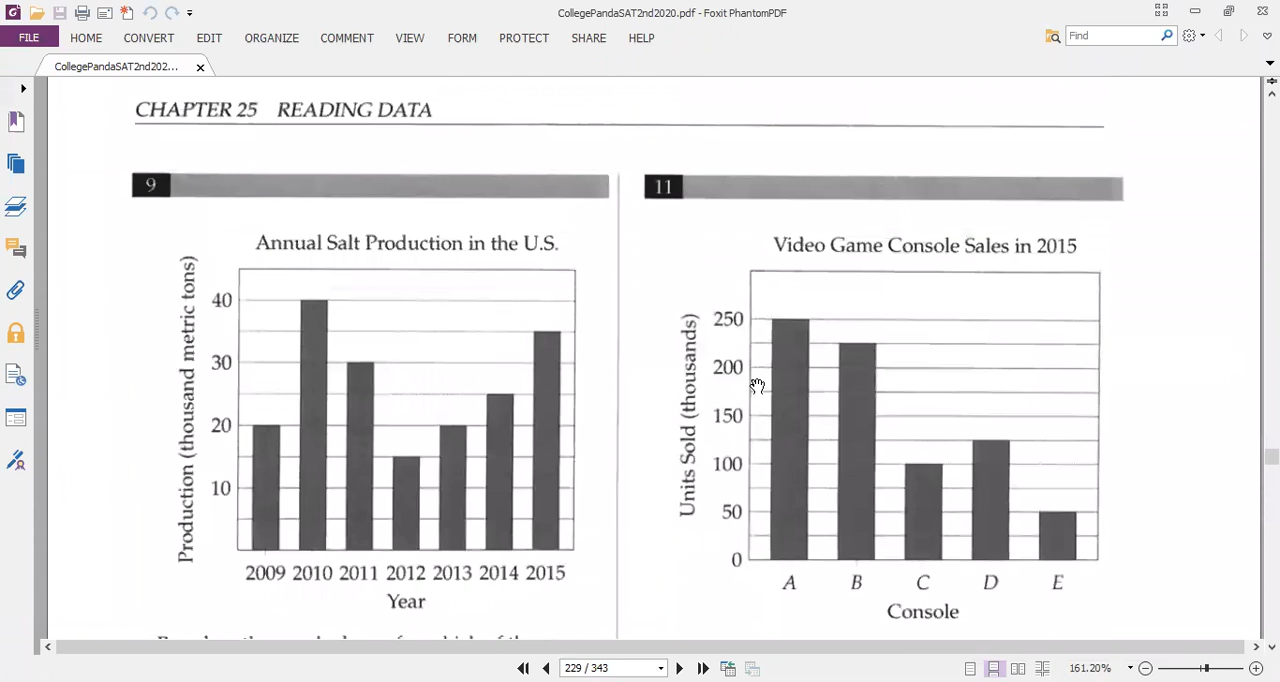 CollegePandaSAT2nd2020.pdf - Foxit PhantomPDF
FILE HOME CONVERT EDIT ORGANIZE COMMENT VIEW FORM PROTECT SHARE HELP
Find
CollegePandaSAT2nd202...
CHAPTER 25 READING DATA
9
Annual Salt Production in the U.S.
Production (thousand metric tons)
40
30
20
10
2009 2010 2011 2012 2013 2014 2015
Year
11
Video Game Console Sales in 2015
Units Sold (thousands)
250
200
150
100
50
0
A B C D E
Console
229 / 343
161.20%